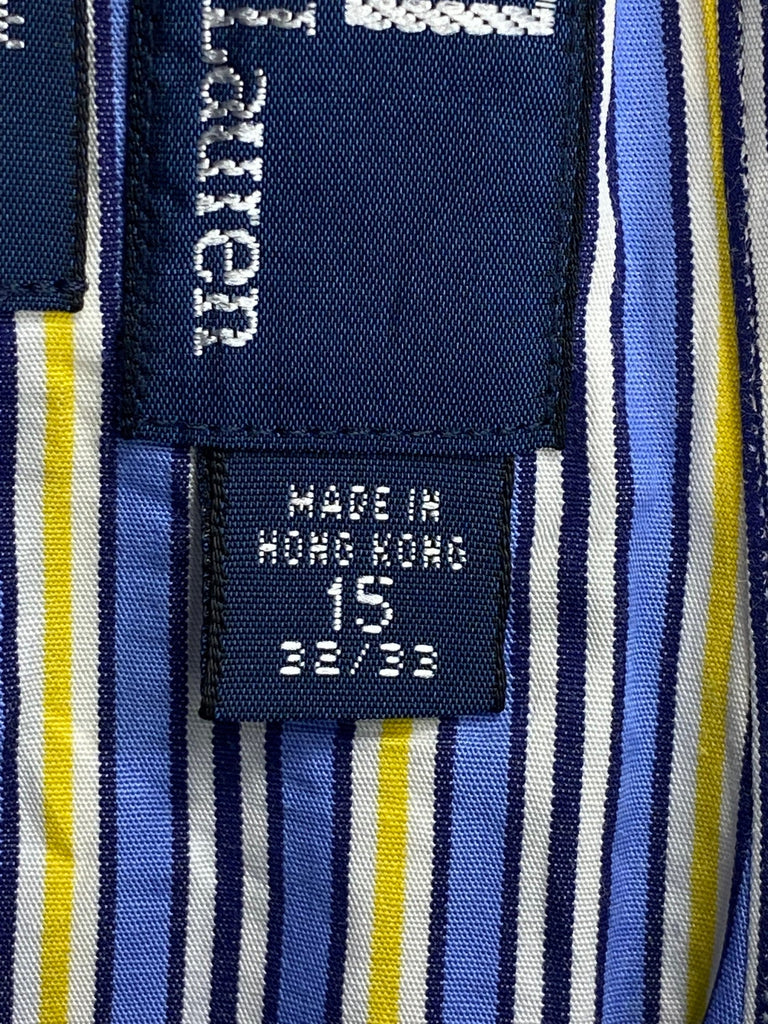 Lauren
MADE IN
HONG KONG
15
32/33